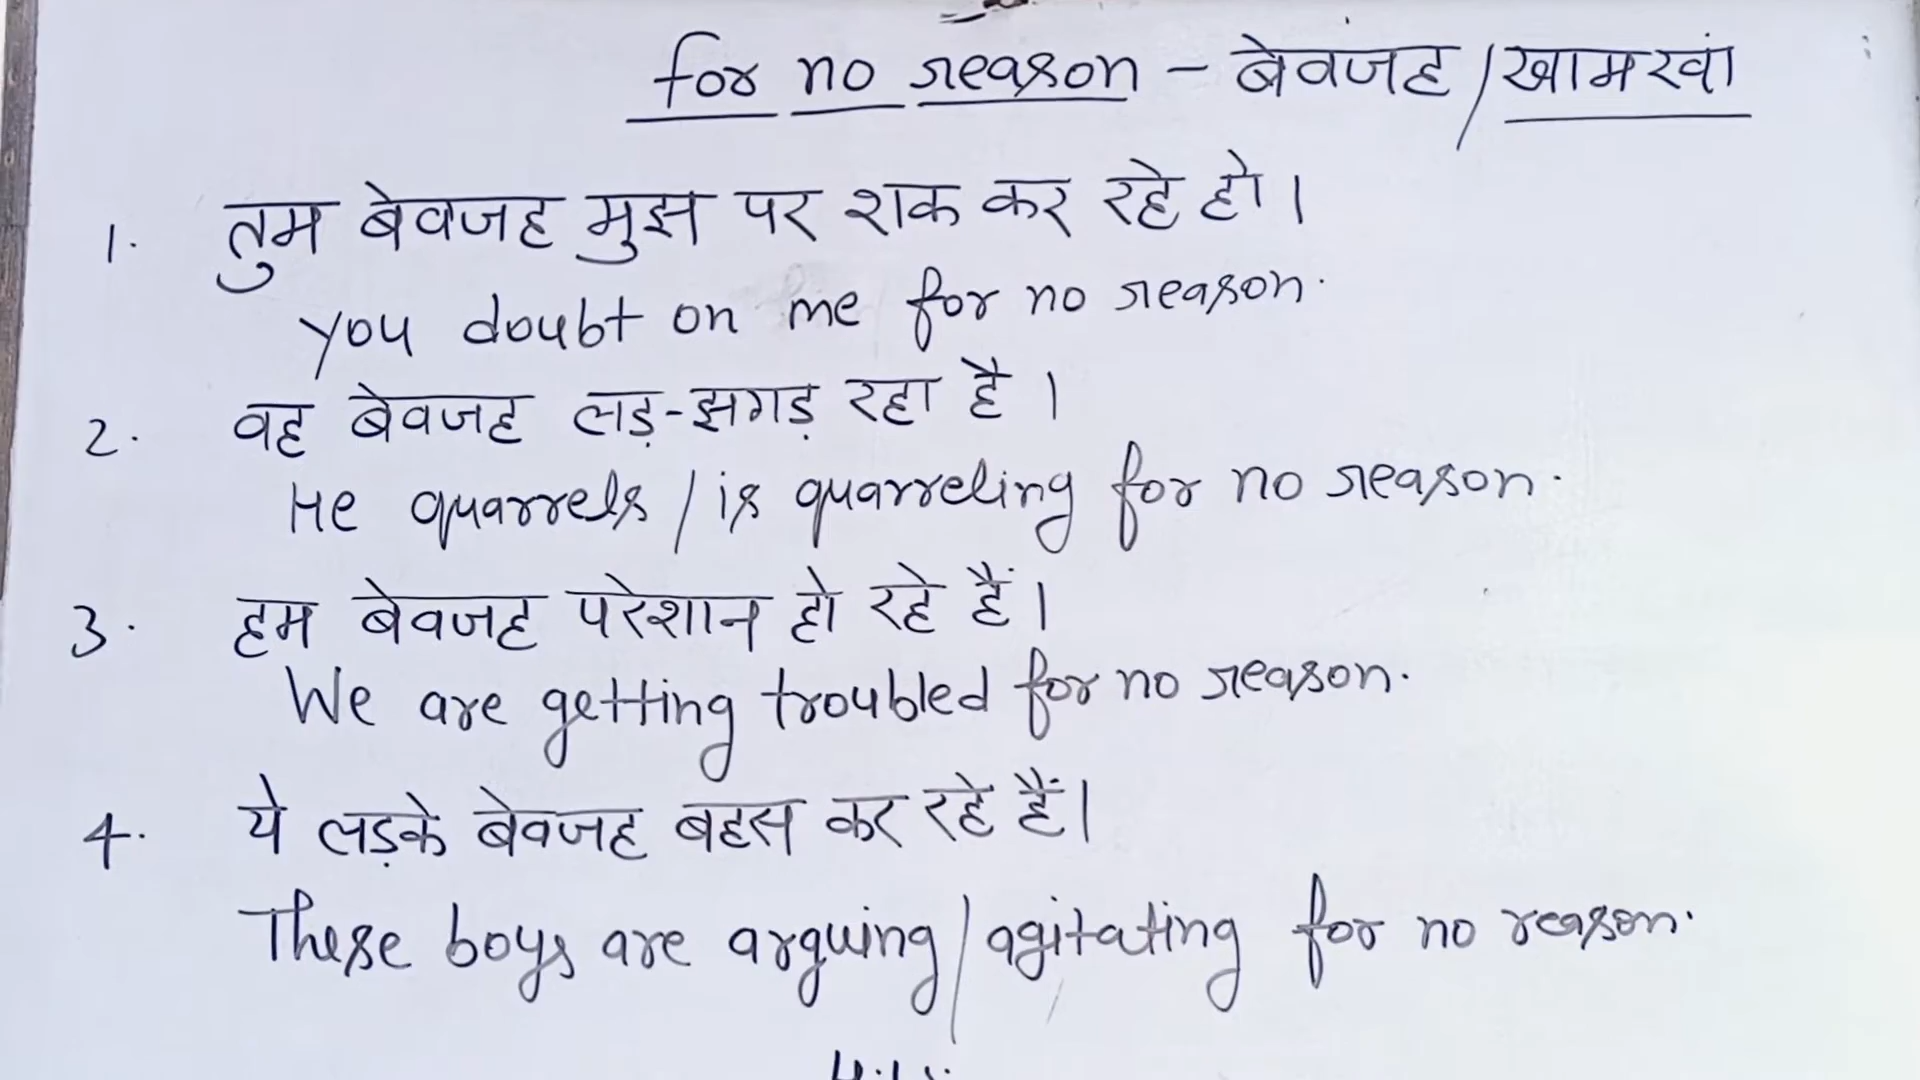 for no reason - बेवजह / खामखां
1. तुम बेवजह मुझ पर शक कर रहे हो।
You doubt on me for no reason.
2. वह बेवजह लड़-झगड़ रहा है।
He quarrels / is quarreling for no reason.
3. हम बेवजह परेशान हो रहे हैं।
We are getting troubled for no reason.
4. ये लड़के बेवजह बहस कर रहे हैं।
These boys are arguing / agitating for no reason.